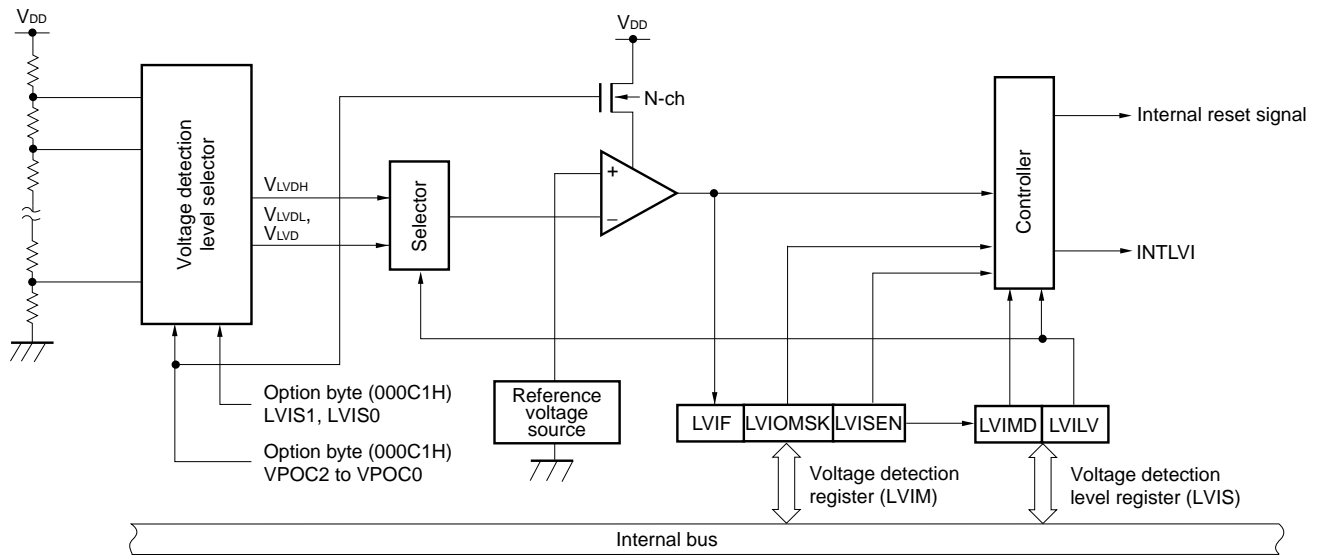 VDD
VDD
N-ch
Voltage detection
level selector
VLVDH
VLVDL,
VLVD
Selector
+
−
Controller
Internal reset signal
INTLVI
Option byte (000C1H)
LVIS1, LVIS0
Option byte (000C1H)
VPOC2 to VPOC0
Reference
voltage
source
LVIF
LVIOMSK
LVISEN
LVIMD
LVILV
Voltage detection
register (LVIM)
Voltage detection
level register (LVIS)
Internal bus